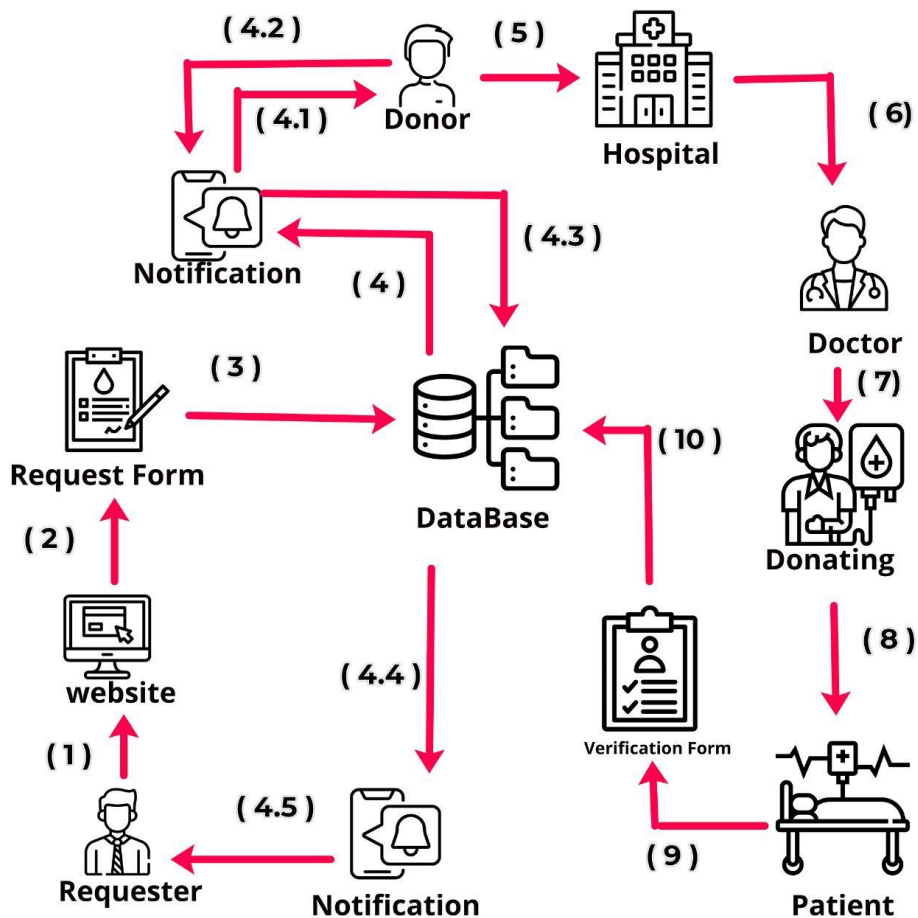 ( 4.2 )
( 5 )
( 4.1 )
Donor
( 6)
Hospital
( 4.3 )
Notification
( 4 )
Doctor
( 3 )
(7)
( 10 )
Request Form
DataBase
( 2 )
Donating
( 8 )
( 4.4 )
website
Verification Form
(1)
( 4.5 )
( 9 )
Requester
Notification
Patient